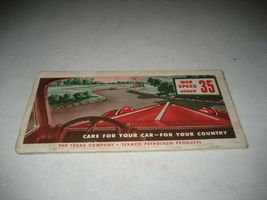 WAR
SPEED
UNDER
35
CARE FOR YOUR CAR—FOR YOUR COUNTRY
THE TEXAS COMPANY • TEXACO PETROLEUM PRODUCTS